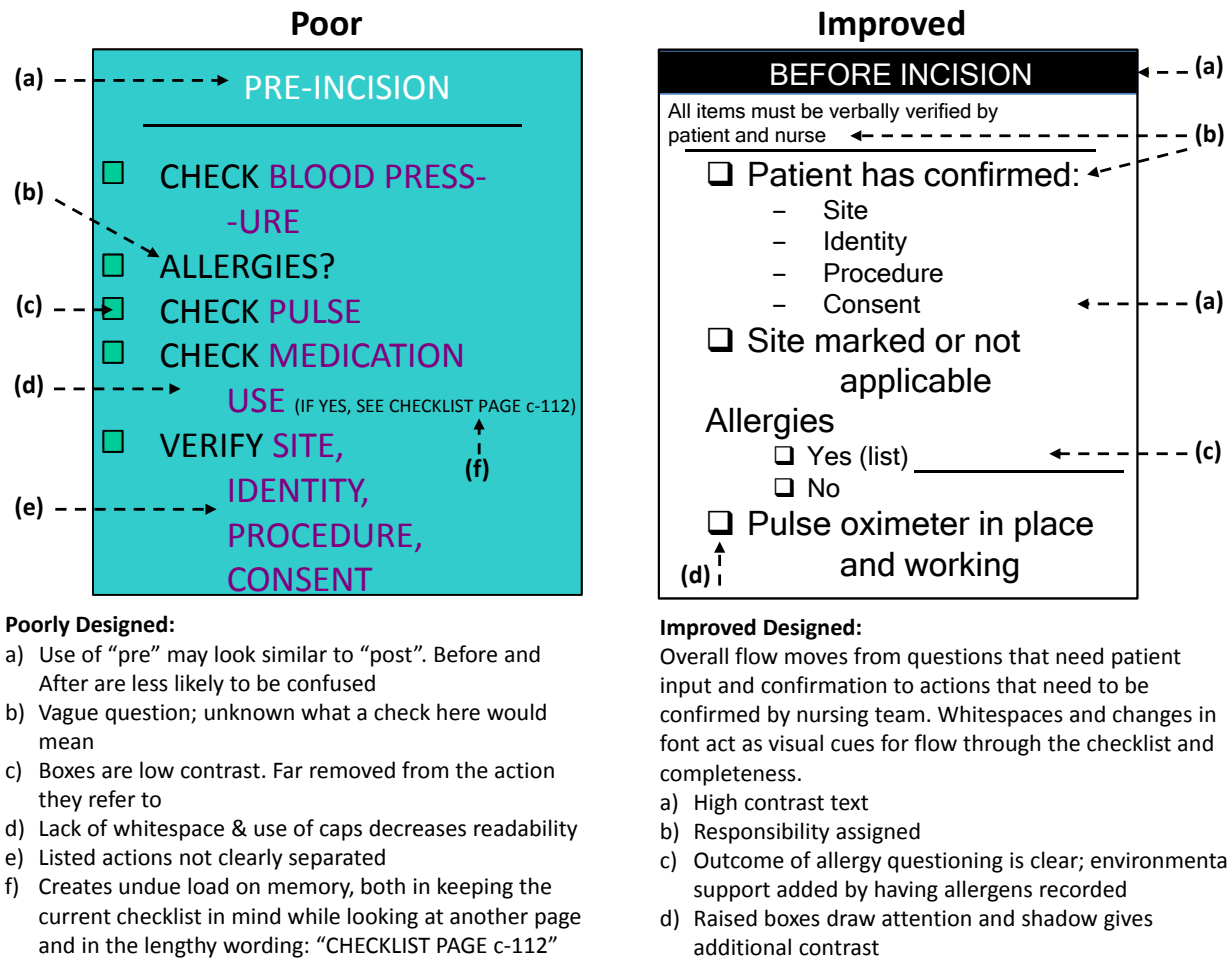 Poor
(a)
PRE-INCISION
(b)
CHECK BLOOD PRESS-
-URE
ALLERGIES?
(c)
CHECK PULSE
CHECK MEDICATION
(d)
USE (IF YES, SEE CHECKLIST PAGE c-112)
VERIFY SITE,
(f)
(e)
IDENTITY,
PROCEDURE,
CONSENT
Poorly Designed:
a) Use of “pre” may look similar to “post”. Before and
After are less likely to be confused
b) Vague question; unknown what a check here would
mean
c) Boxes are low contrast. Far removed from the action
they refer to
d) Lack of whitespace & use of caps decreases readability
e) Listed actions not clearly separated
f) Creates undue load on memory, both in keeping the
current checklist in mind while looking at another page
and in the lengthy wording: “CHECKLIST PAGE c-112”
Improved
BEFORE INCISION
(a)
All items must be verbally verified by
patient and nurse
(b)
❑ Patient has confirmed:
– Site
– Identity
– Procedure
– Consent
(a)
❑ Site marked or not
applicable
Allergies
❑ Yes (list)
(c)
❑ No
❑ Pulse oximeter in place
and working
(d)
Improved Designed:
Overall flow moves from questions that need patient
input and confirmation to actions that need to be
confirmed by nursing team. Whitespaces and changes in
font act as visual cues for flow through the checklist and
completeness.
a) High contrast text
b) Responsibility assigned
c) Outcome of allergy questioning is clear; environmenta
support added by having allergens recorded
d) Raised boxes draw attention and shadow gives
additional contrast